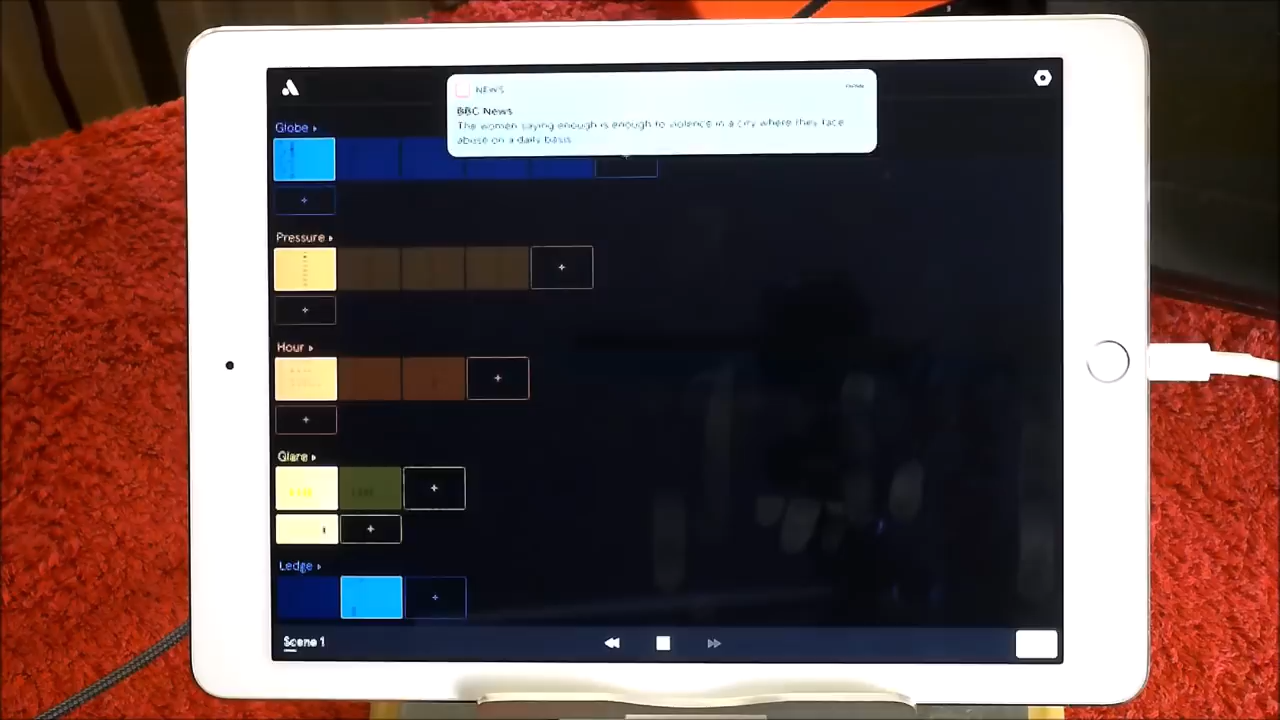 NEWS
BBC News
The women saying enough is enough to violence in a city where they face
abuse on a daily basis
Globe
Pressure
Hour
Glare
Ledge
Scene 1